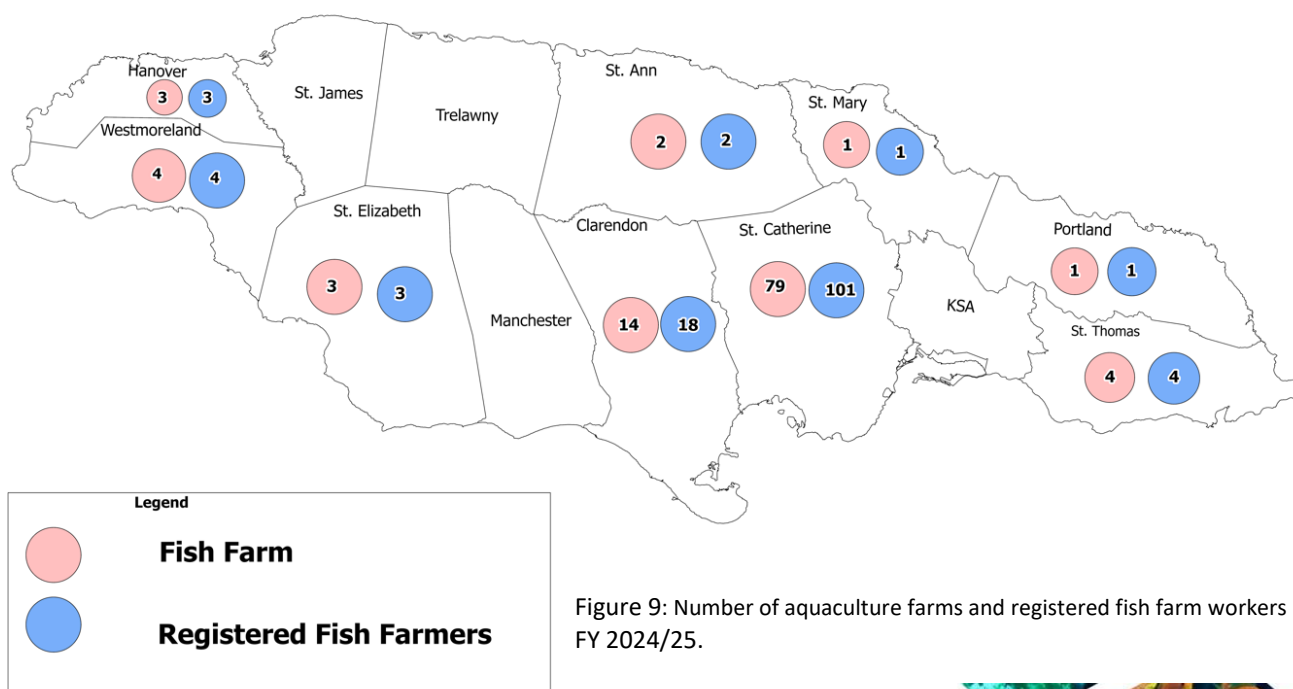 Hanover
3 3
Westmoreland
4 4
St. James
Trelawny
St. Ann
2 2
St. Mary
1 1
St. Elizabeth
3 3
Manchester
Clarendon
14 18
St. Catherine
79 101
KSA
Portland
1 1
St. Thomas
4 4
Legend
Fish Farm
Registered Fish Farmers
Figure 9: Number of aquaculture farms and registered fish farm workers
FY 2024/25.